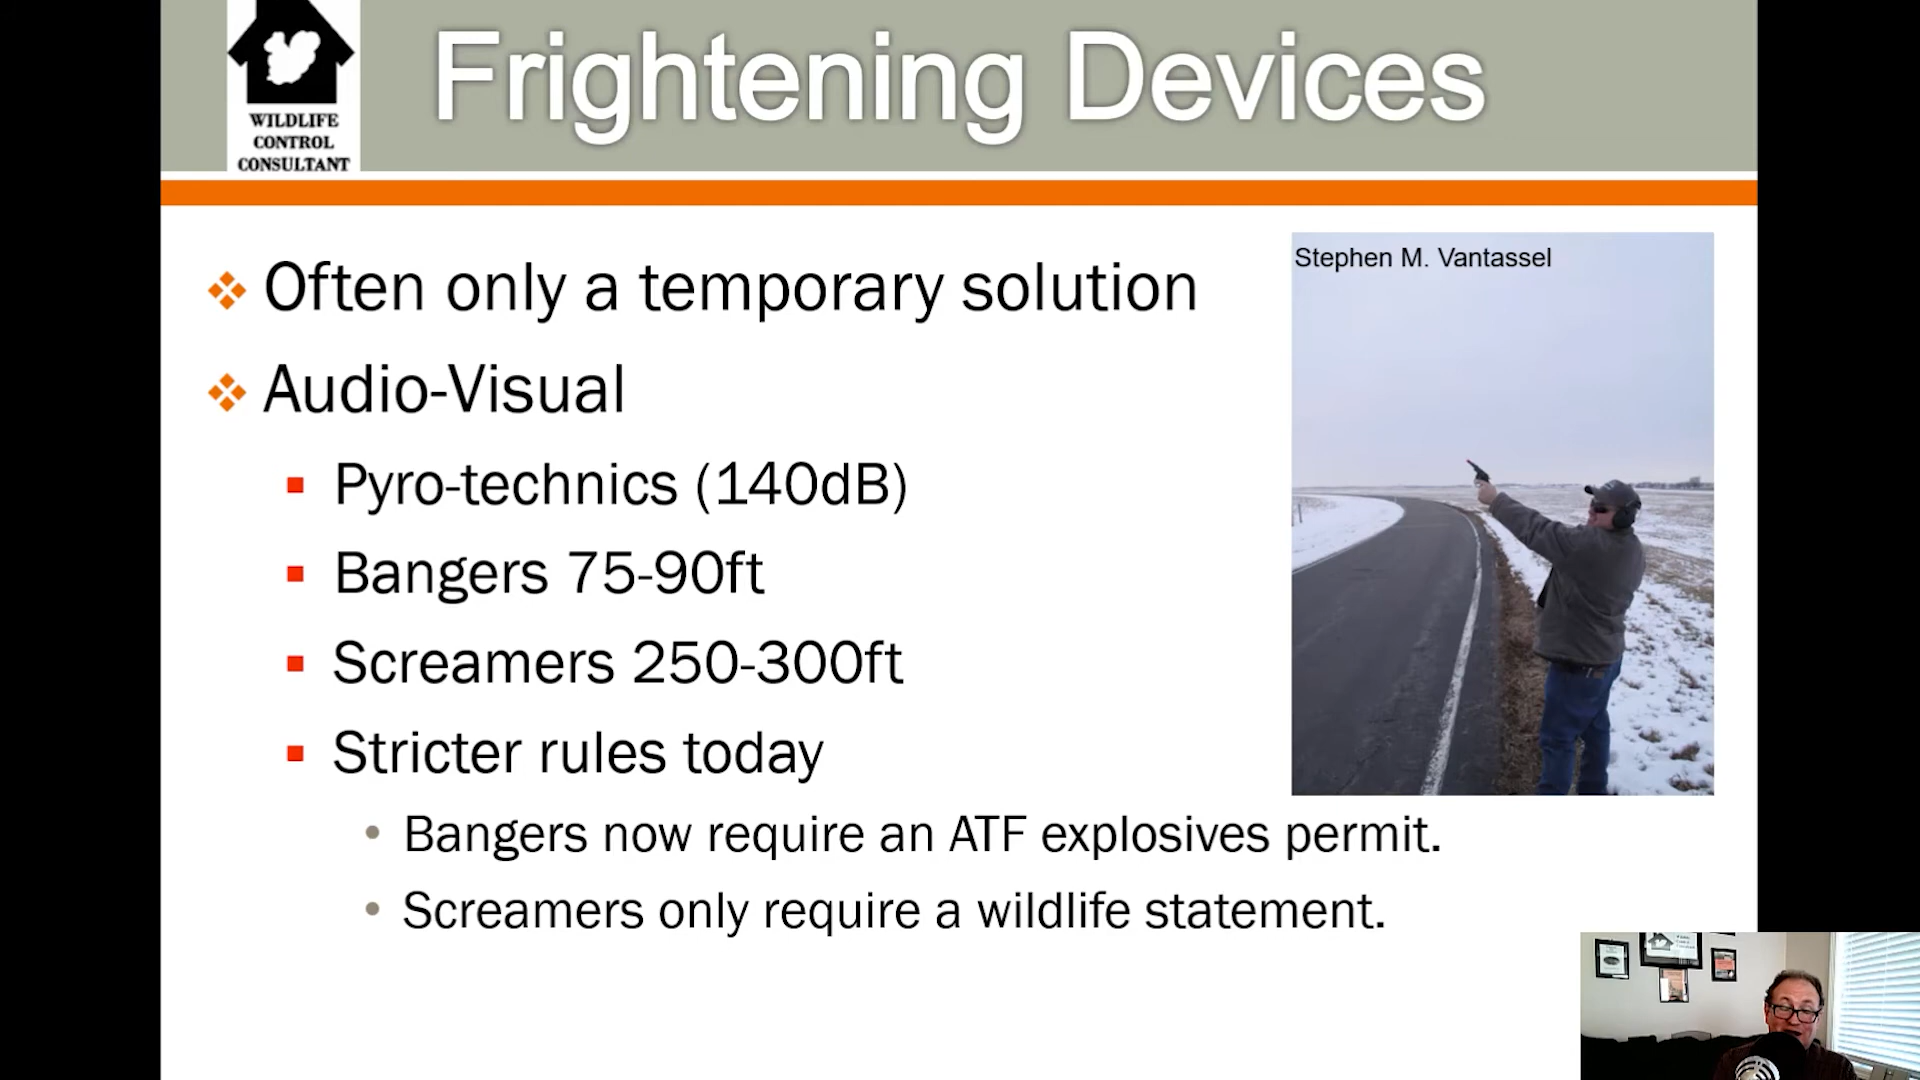 WILDLIFE
CONTROL
CONSULTANT
Frightening Devices
Often only a temporary solution
Audio-Visual
Pyro-technics (140dB)
Bangers 75-90ft
Screamers 250-300ft
Stricter rules today
Bangers now require an ATF explosives permit.
Screamers only require a wildlife statement.
Stephen M. Vantassel